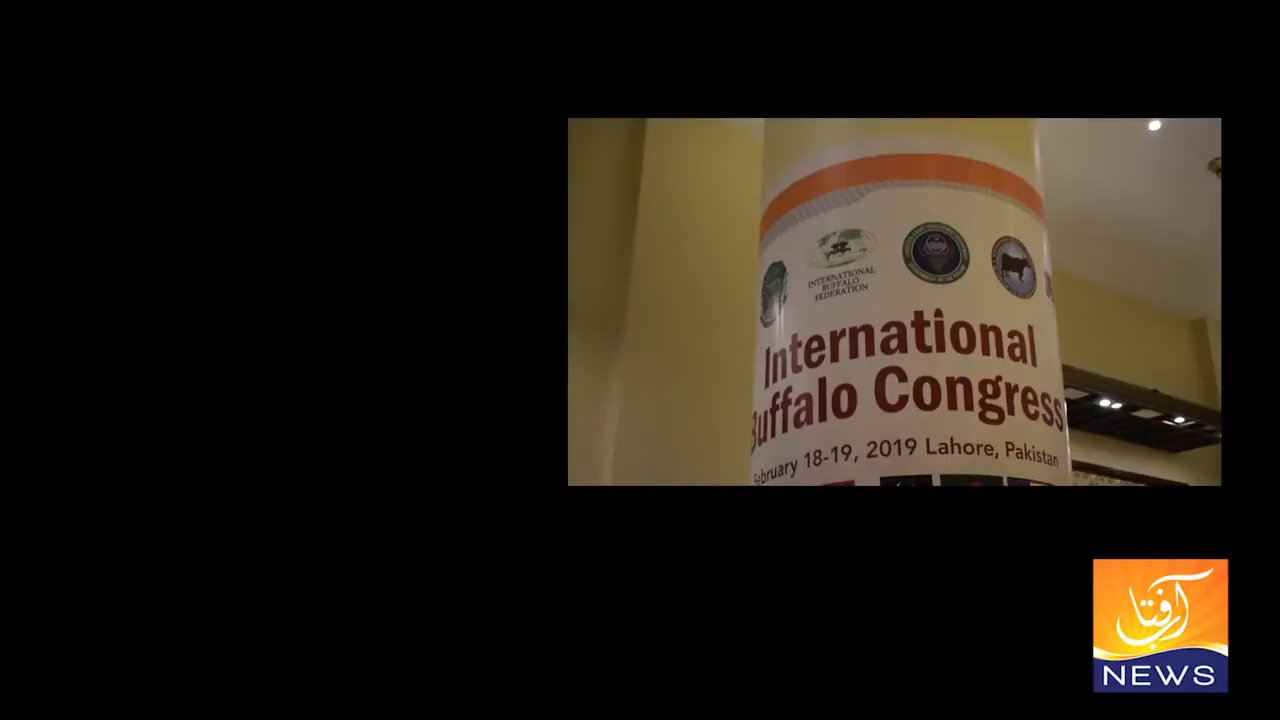 INTERNATIONAL
BUFFALO
FEDERATION
International
Buffalo Congress
February 18-19, 2019 Lahore, Pakistan
آفتاب
NEWS